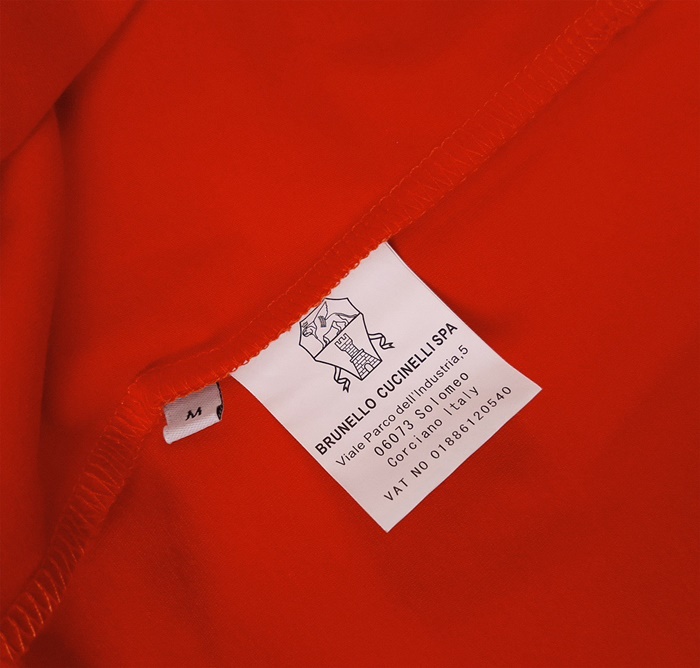 BRUNELLO CUCINELLI SPA
Viale Parco dell'Industria,5
06073 Solomeo
Corciano Italy
VAT NO 01886120540
M